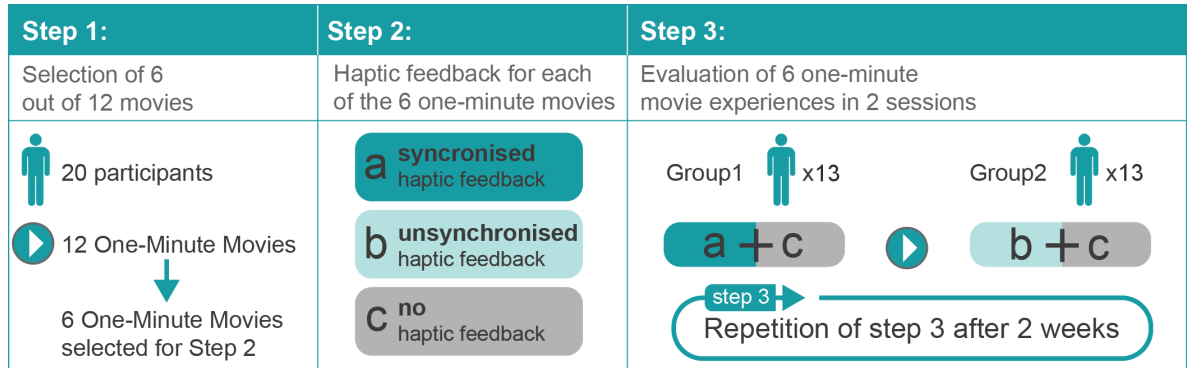 Step 1:
Selection of 6
out of 12 movies
20 participants
12 One-Minute Movies
6 One-Minute Movies
selected for Step 2
Step 2:
Haptic feedback for each
of the 6 one-minute movies
a syncronised
haptic feedback
b unsynchronised
haptic feedback
c no
haptic feedback
Step 3:
Evaluation of 6 one-minute
movie experiences in 2 sessions
Group1 x13
Group2 x13
a + c
b + c
step 3
Repetition of step 3 after 2 weeks